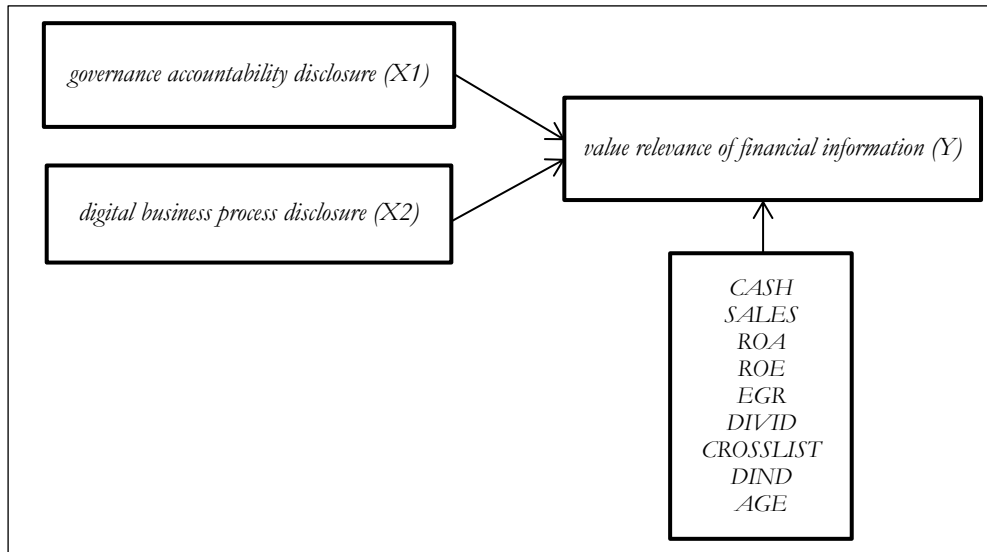 governance accountability disclosure (X1)
value relevance of financial information (Y)
digital business process disclosure (X2)
CASH
SALES
ROA
ROE
EGR
DIVID
CROSSLIST
DIND
AGE